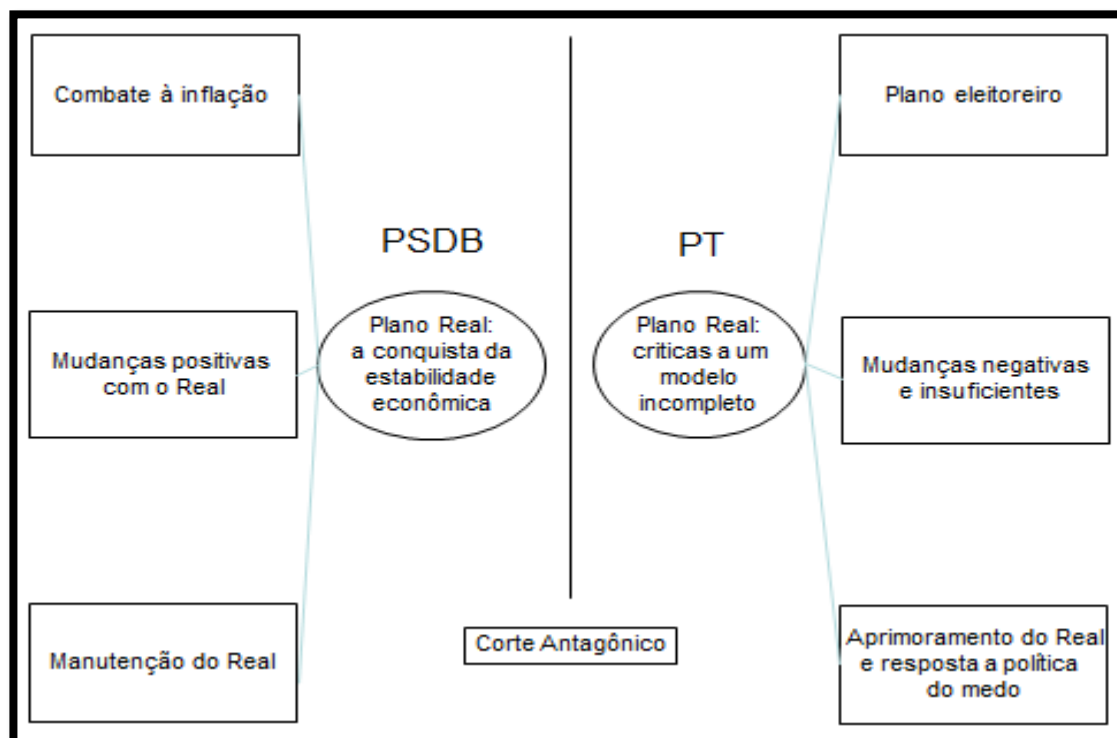 Combate à inflação
Plano eleitoreiro
PSDB
PT
Plano Real:
a conquista da
estabilidade
econômica
Plano Real:
criticas a um
modelo
incompleto
Mudanças positivas
com o Real
Mudanças negativas
e insuficientes
Manutenção do Real
Corte Antagônico
Aprimoramento do Real
e resposta a política
do medo